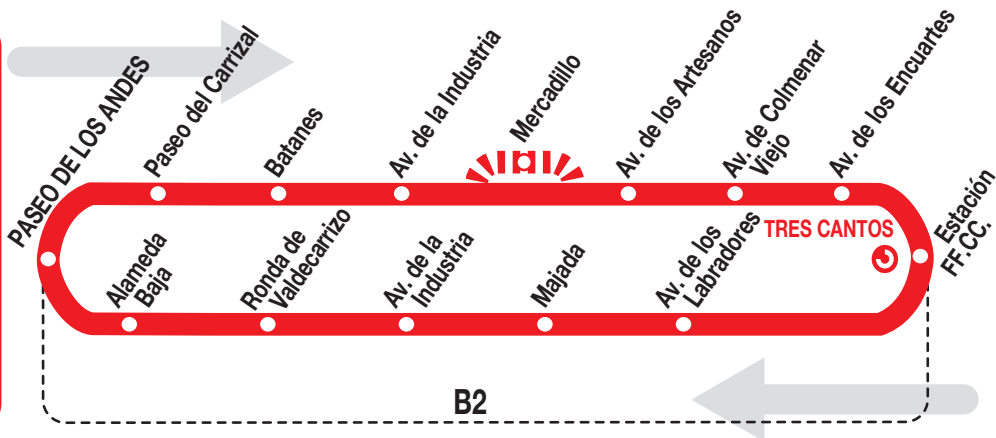 PASEO DE LOS ANDES
Paseo del Carrizal
Batanes
Av. de la Industria
Mercadillo
Av. de los Artesanos
Av. de Colmenar
Viejo
Av. de los Encuartes
Estación
FF.CC.
TRES CANTOS
Alameda
Baja
Ronda de
Valdecarrizo
Av. de la
Industria
Majada
Av. de los
Labradores
B2